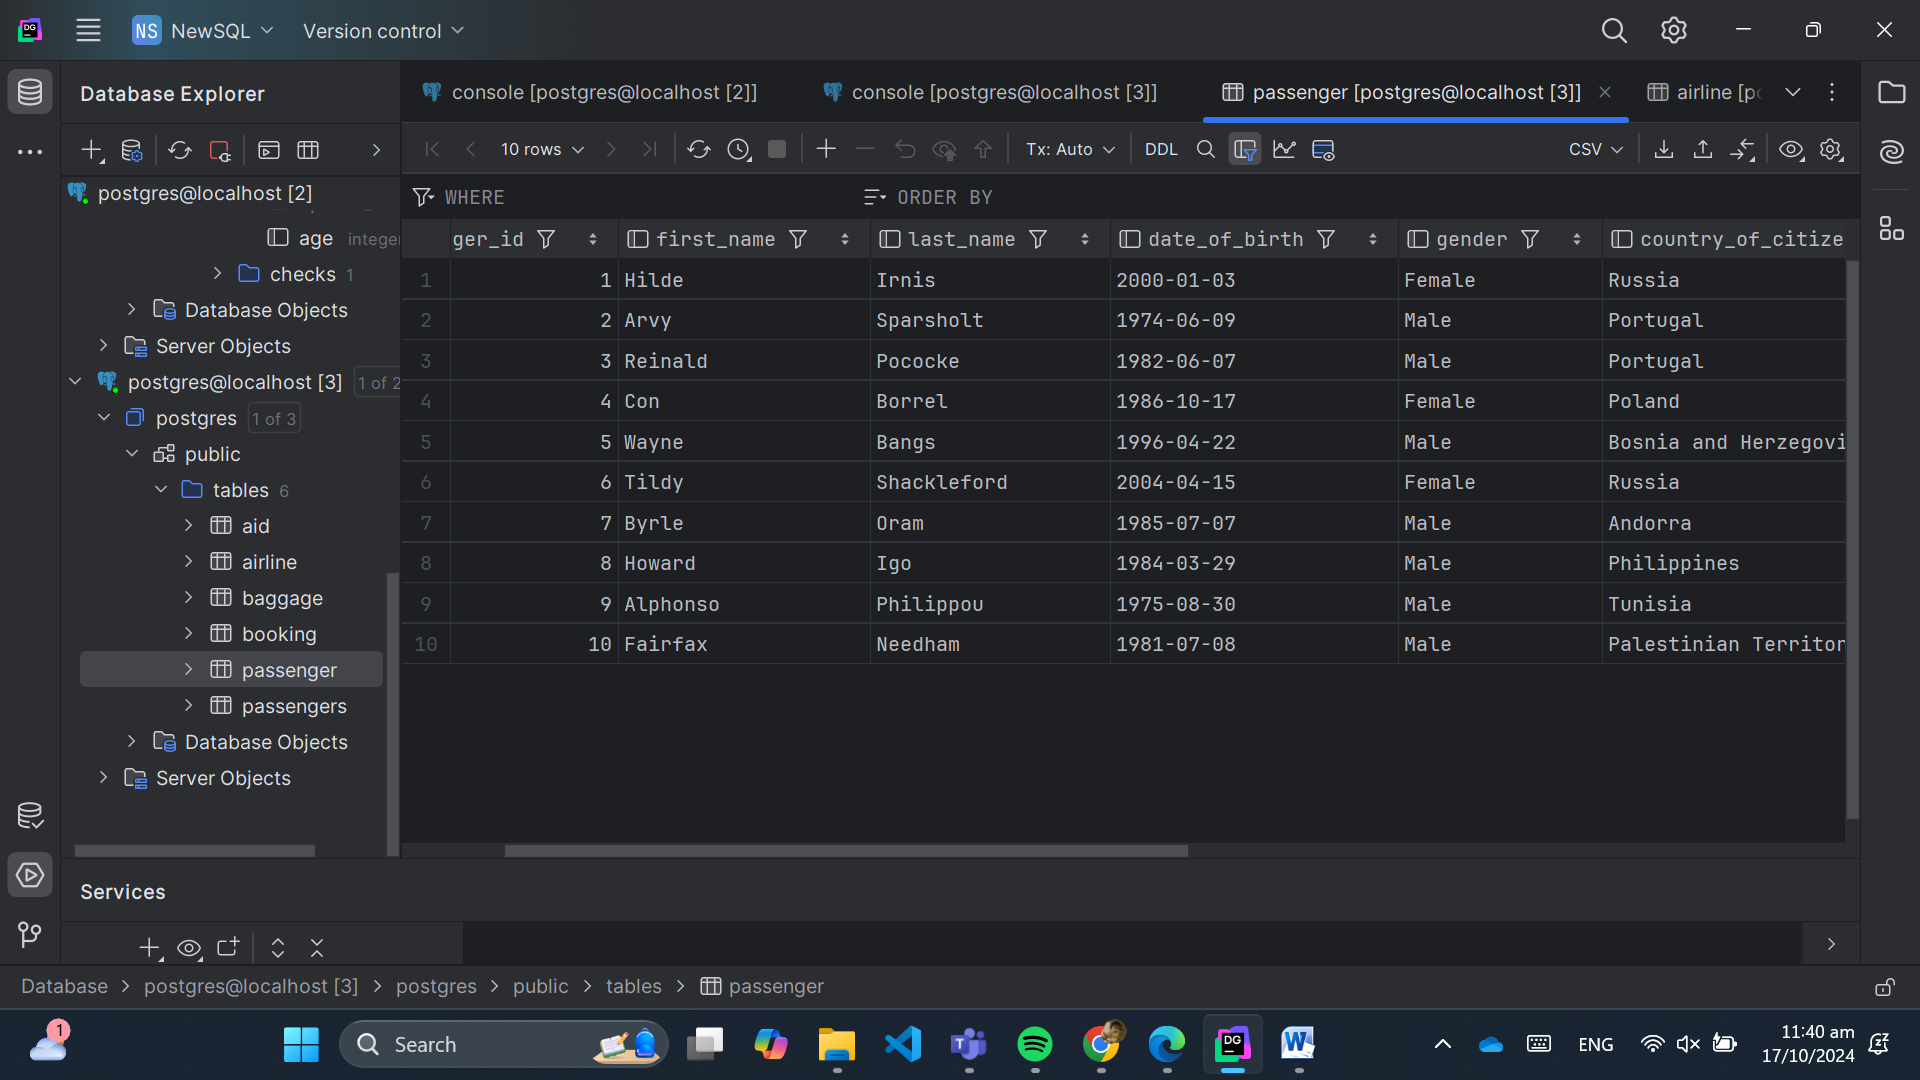 NS NewSQL Version control
Database Explorer
console [postgres@localhost [2]] console [postgres@localhost [3]] passenger [postgres@localhost [3]] airline [po
10 rows Tx: Auto DDL CSV
WHERE ORDER BY
postgres@localhost [2]
age integer
checks 1
Database Objects
Server Objects
postgres@localhost [3] 1 of 2
postgres 1 of 3
public
tables 6
aid
airline
baggage
booking
passenger
passengers
Database Objects
Server Objects
ger_id first_name last_name date_of_birth gender country_of_citize
1 1 Hilde Irnis 2000-01-03 Female Russia
2 2 Arvy Sparsholt 1974-06-09 Male Portugal
3 3 Reinald Pococke 1982-06-07 Male Portugal
4 4 Con Borrel 1986-10-17 Female Poland
5 5 Wayne Bangs 1996-04-22 Male Bosnia and Herzegovi
6 6 Tildy Shackleford 2004-04-15 Female Russia
7 7 Byrle Oram 1985-07-07 Male Andorra
8 8 Howard Igo 1984-03-29 Male Philippines
9 9 Alphonso Philippou 1975-08-30 Male Tunisia
10 10 Fairfax Needham 1981-07-08 Male Palestinian Territor
Services
Database postgres@localhost [3] postgres public tables passenger
1 Search DG ENG 11:40 am
17/10/2024